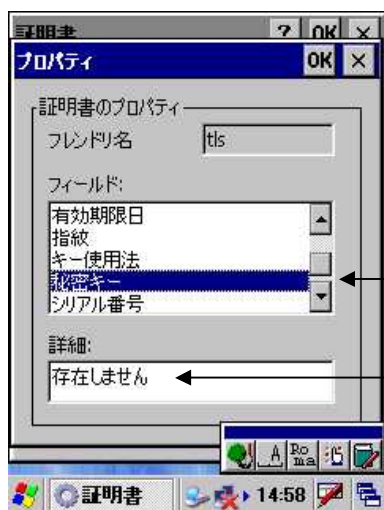 証明書 ? OK ×
プロパティ OK ×
証明書のプロパティ
フレンドリ名 tls
フィールド:
有効期限日
指紋
キー使用法
秘密キー
シリアル番号
詳細:
存在しません
A Ro ma
証明書 14:58